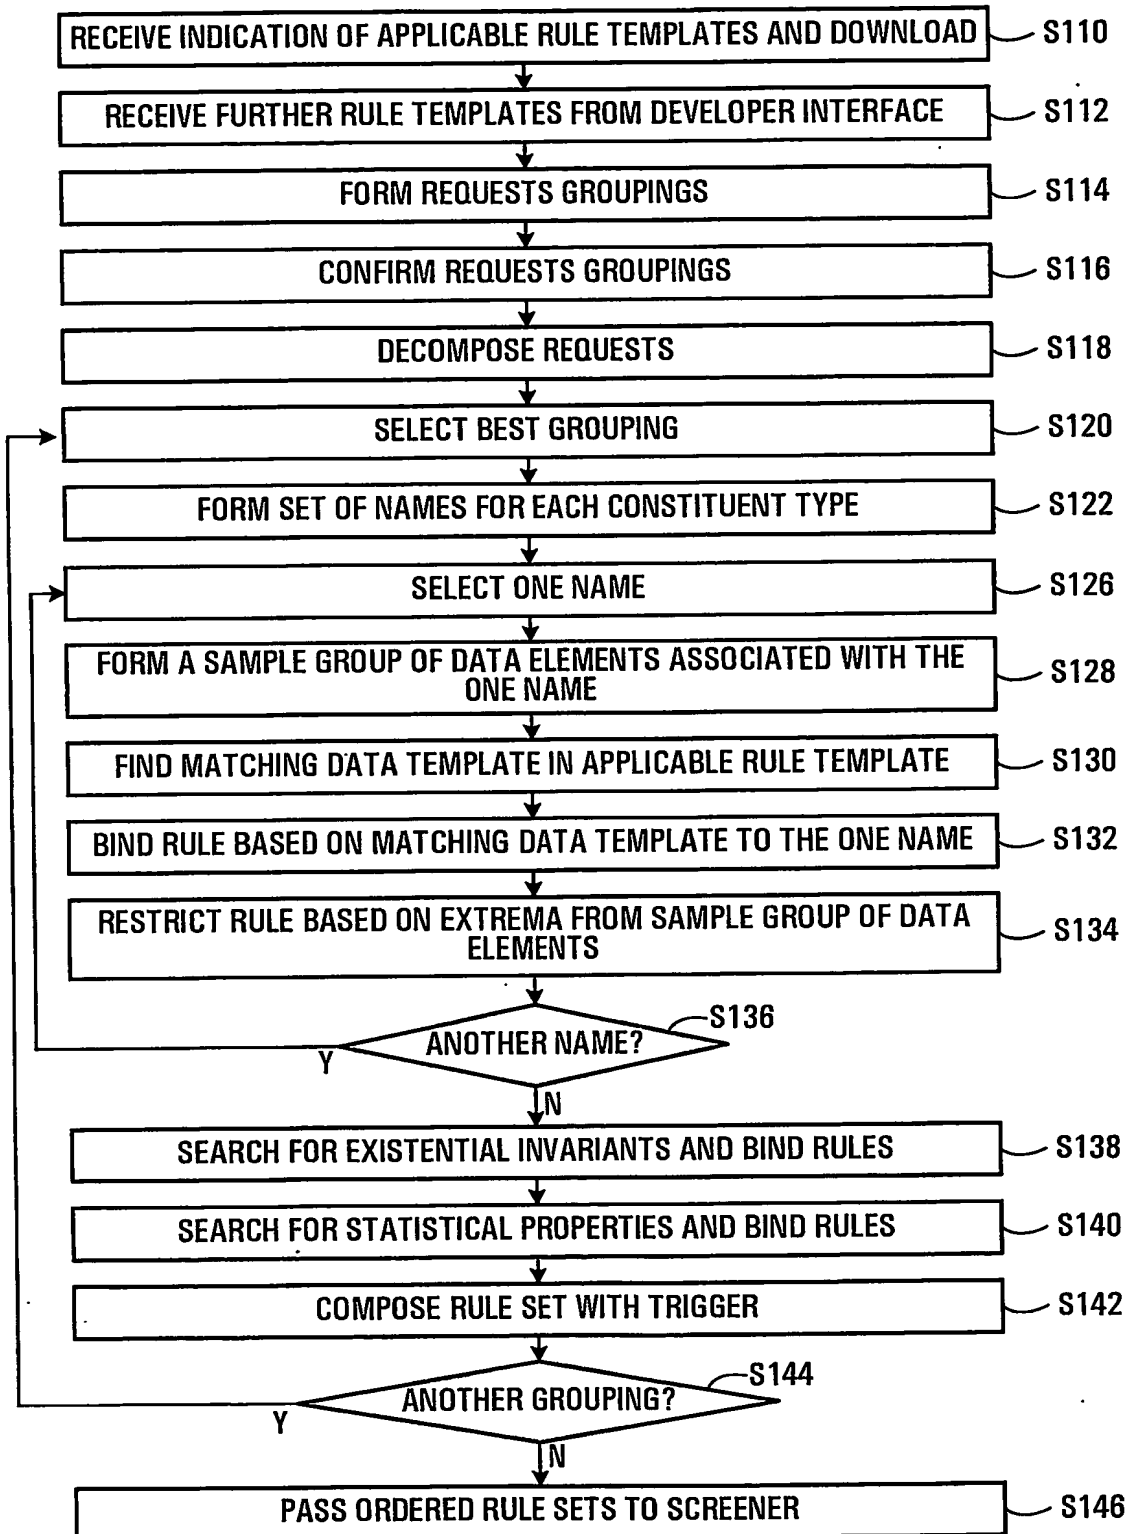 RECEIVE INDICATION OF APPLICABLE RULE TEMPLATES AND DOWNLOAD S110
RECEIVE FURTHER RULE TEMPLATES FROM DEVELOPER INTERFACE S112
FORM REQUESTS GROUPINGS S114
CONFIRM REQUESTS GROUPINGS S116
DECOMPOSE REQUESTS S118
SELECT BEST GROUPING S120
FORM SET OF NAMES FOR EACH CONSTITUENT TYPE S122
SELECT ONE NAME S126
FORM A SAMPLE GROUP OF DATA ELEMENTS ASSOCIATED WITH THE
ONE NAME S128
FIND MATCHING DATA TEMPLATE IN APPLICABLE RULE TEMPLATE S130
BIND RULE BASED ON MATCHING DATA TEMPLATE TO THE ONE NAME S132
RESTRICT RULE BASED ON EXTREMA FROM SAMPLE GROUP OF DATA
ELEMENTS S134
S136
ANOTHER NAME?
Y
N
SEARCH FOR EXISTENTIAL INVARIANTS AND BIND RULES S138
SEARCH FOR STATISTICAL PROPERTIES AND BIND RULES S140
COMPOSE RULE SET WITH TRIGGER S142
S144
ANOTHER GROUPING?
Y
N
PASS ORDERED RULE SETS TO SCREENER S146